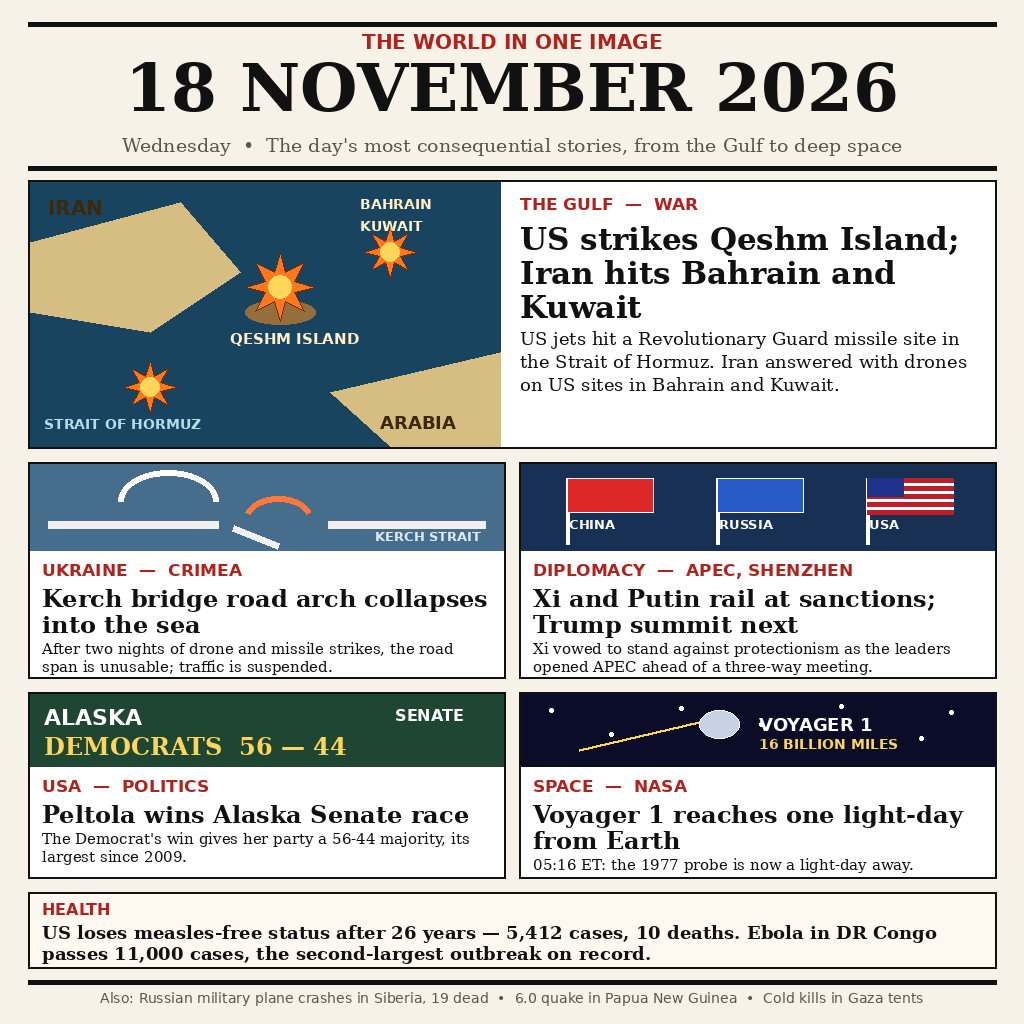 THE WORLD IN ONE IMAGE
18 NOVEMBER 2026
Wednesday • The day's most consequential stories, from the Gulf to deep space
IRAN
BAHRAIN
KUWAIT
QESHM ISLAND
STRAIT OF HORMUZ
ARABIA
THE GULF — WAR
US strikes Qeshm Island;
Iran hits Bahrain and
Kuwait
US jets hit a Revolutionary Guard missile site in
the Strait of Hormuz. Iran answered with drones
on US sites in Bahrain and Kuwait.
KERCH STRAIT
UKRAINE — CRIMEA
Kerch bridge road arch collapses
into the sea
After two nights of drone and missile strikes, the road
span is unusable; traffic is suspended.
CHINA
RUSSIA
USA
DIPLOMACY — APEC, SHENZHEN
Xi and Putin rail at sanctions;
Trump summit next
Xi vowed to stand against protectionism as the leaders
opened APEC ahead of a three-way meeting.
ALASKA
SENATE
DEMOCRATS 56 — 44
USA — POLITICS
Peltola wins Alaska Senate race
The Democrat's win gives her party a 56-44 majority, its
largest since 2009.
VOYAGER 1
16 BILLION MILES
SPACE — NASA
Voyager 1 reaches one light-day
from Earth
05:16 ET: the 1977 probe is now a light-day away.
HEALTH
US loses measles-free status after 26 years — 5,412 cases, 10 deaths. Ebola in DR Congo
passes 11,000 cases, the second-largest outbreak on record.
Also: Russian military plane crashes in Siberia, 19 dead • 6.0 quake in Papua New Guinea • Cold kills in Gaza tents